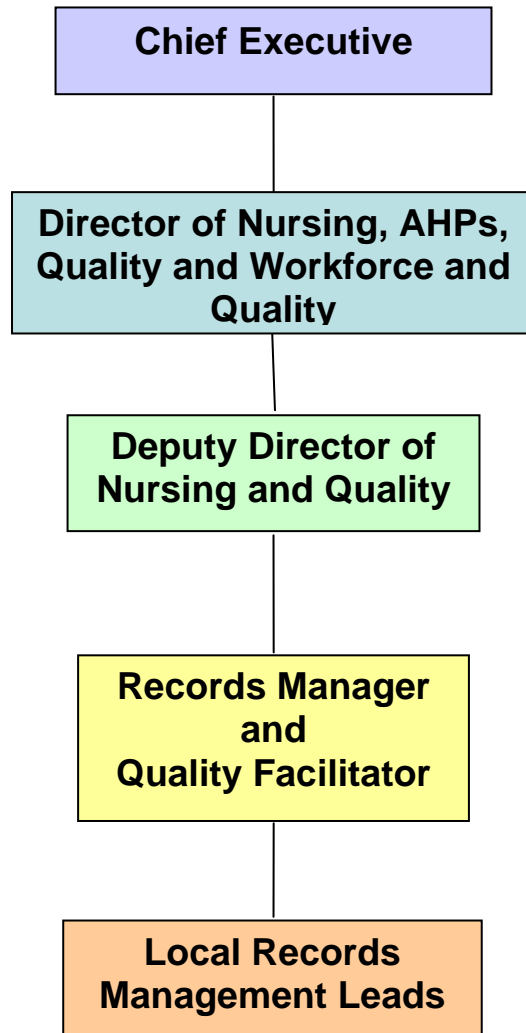 Chief Executive
Director of Nursing, AHPs,
Quality and Workforce and
Quality
Deputy Director of
Nursing and Quality
Records Manager
and
Quality Facilitator
Local Records
Management Leads